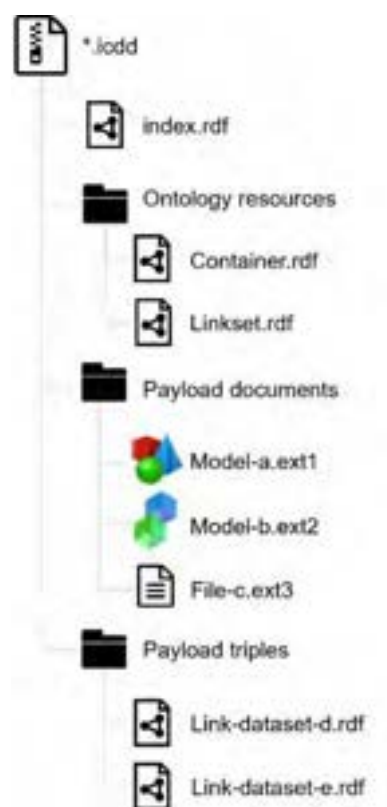 *.icdd
index.rdf
Ontology resources
Container.rdf
Linkset.rdf
Payload documents
Model-a.ext1
Model-b.ext2
File-c.ext3
Payload triples
Link-dataset-d.rdf
Link-dataset-e.rdf